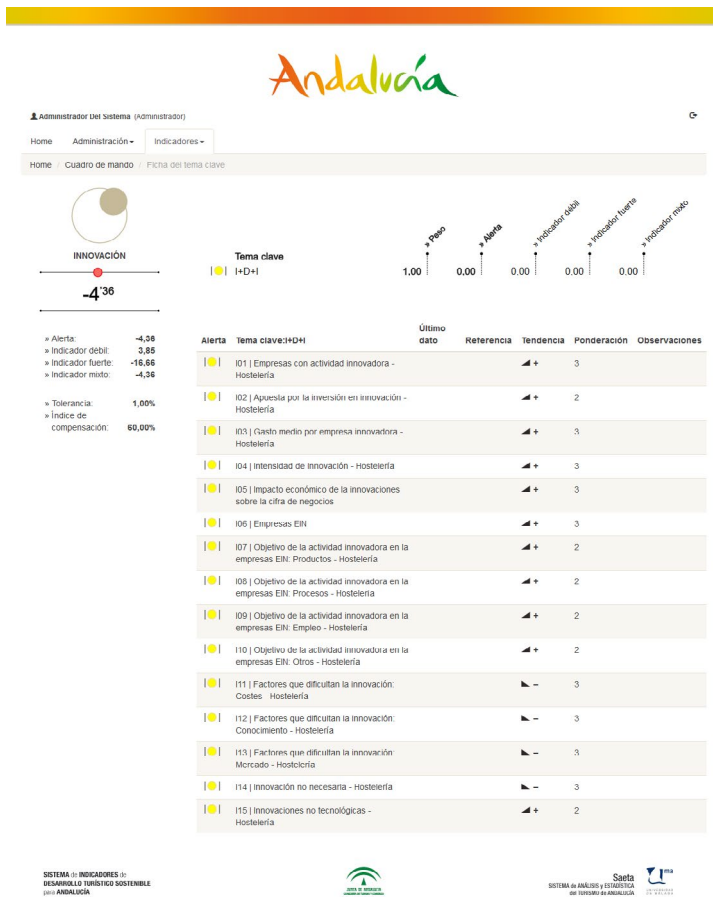 Andalucía
Administrador Del Sistema (Administrador)
Home Administración Indicadores
Home / Cuadro de mando / Ficha del tema clave
INNOVACIÓN
-4'36
» Alerta: -4,36
» Indicador débil: 3,85
» Indicador fuerte: -16,66
» Indicador mixto: -4,36
» Tolerancia: 1,00%
» Índice de
compensación: 60,00%
» Peso » Alerta » Indicador débil » Indicador fuerte » Indicador mixto
Tema clave
I+D+I 1,00 0,00 0,00 0,00 0,00
Último
Alerta Tema clave:I+D+I dato Referencia Tendencia Ponderación Observaciones
I01 | Empresas con actividad innovadora - + 3
Hostelería
I02 | Apuesta por la inversión en innovación - + 2
Hostelería
I03 | Gasto medio por empresa innovadora - + 3
Hostelería
I04 | Intensidad de innovación - Hostelería + 3
I05 | Impacto económico de la innovaciones + 3
sobre la cifra de negocios
I06 | Empresas EIN + 3
I07 | Objetivo de la actividad innovadora en la + 2
empresas EIN: Productos - Hostelería
I08 | Objetivo de la actividad innovadora en la + 2
empresas EIN: Procesos - Hostelería
I09 | Objetivo de la actividad innovadora en la + 2
empresas EIN: Empleo - Hostelería
I10 | Objetivo de la actividad innovadora en la + 2
empresas EIN: Otros - Hostelería
I11 | Factores que dificultan la innovación: – 3
Costes Hostelería
I12 | Factores que dificultan la innovación: – 3
Conocimiento - Hostelería
I13 | Factores que dificultan la innovación: – 3
Mercado - Hostelería
I14 | Innovación no necesaria - Hostelería – 3
I15 | Innovaciones no tecnológicas - + 2
Hostelería
SISTEMA de INDICADORES de
DESARROLLO TURÍSTICO SOSTENIBLE
para ANDALUCÍA
JUNTA DE ANDALUCIA
Saeta
SISTEMA de ANÁLISIS y ESTADÍSTICA
del TURISMO de ANDALUCÍA
uma
UNIVERSIDAD
DE MÁLAGA